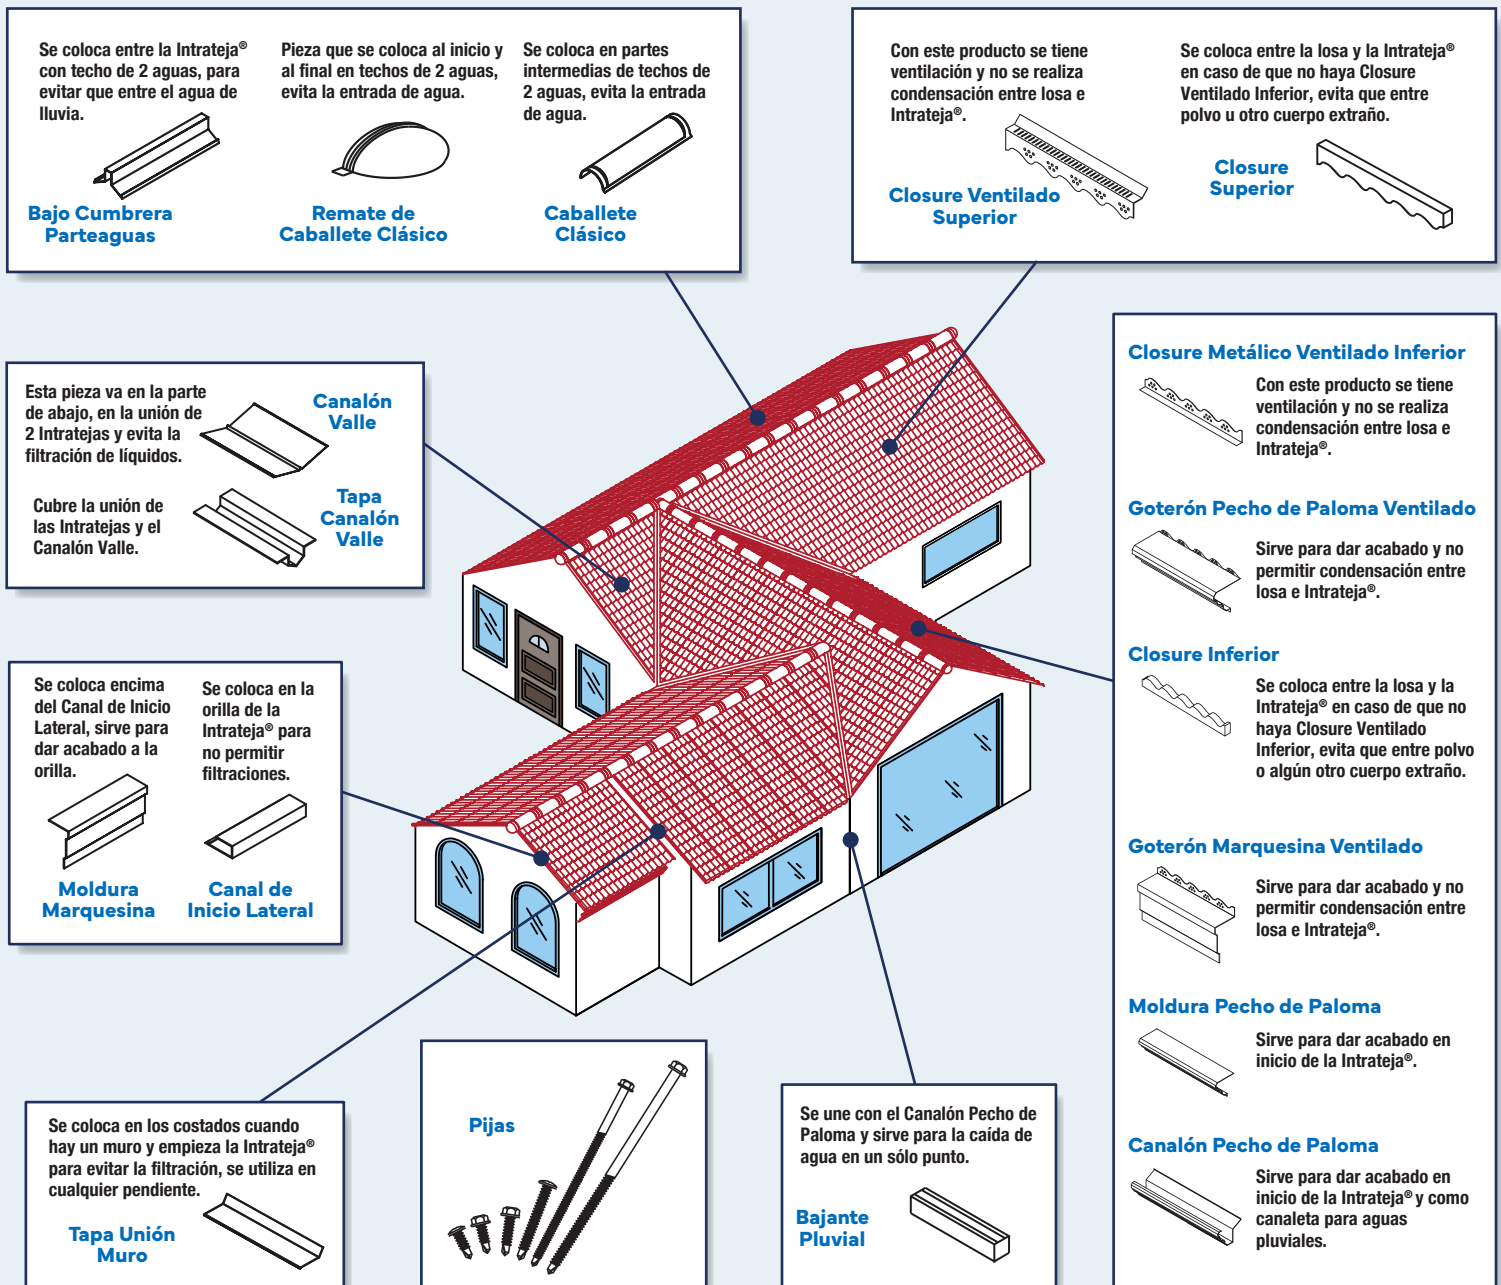 Se coloca entre la Intrateja®
con techo de 2 aguas, para
evitar que entre el agua de
lluvia.
Bajo Cumbrera
Parteaguas
Pieza que se coloca al inicio y
al final en techos de 2 aguas,
evita la entrada de agua.
Remate de
Caballete Clásico
Se coloca en partes
intermedias de techos de
2 aguas, evita la entrada
de agua.
Caballete
Clásico
Con este producto se tiene
ventilación y no se realiza
condensación entre losa e
Intrateja®.
Closure Ventilado
Superior
Se coloca entre la losa y la Intrateja®
en caso de que no haya Closure
Ventilado Inferior, evita que entre
polvo u otro cuerpo extraño.
Closure
Superior
Esta pieza va en la parte
de abajo, en la unión de
2 Intratejas y evita la
filtración de líquidos.
Canalón
Valle
Cubre la unión de
las Intratejas y el
Canalón Valle.
Tapa
Canalón
Valle
Closure Metálico Ventilado Inferior
Con este producto se tiene
ventilación y no se realiza
condensación entre losa e
Intrateja®.
Goterón Pecho de Paloma Ventilado
Sirve para dar acabado y no
permitir condensación entre
losa e Intrateja®.
Closure Inferior
Se coloca entre la losa y la
Intrateja® en caso de que no
haya Closure Ventilado
Inferior, evita que entre polvo
o algún otro cuerpo extraño.
Goterón Marquesina Ventilado
Sirve para dar acabado y no
permitir condensación entre
losa e Intrateja®.
Moldura Pecho de Paloma
Sirve para dar acabado en
inicio de la Intrateja®.
Canalón Pecho de Paloma
Sirve para dar acabado en
inicio de la Intrateja® y como
canaleta para aguas
pluviales.
Se coloca encima
del Canal de Inicio
Lateral, sirve para
dar acabado a la
orilla.
Moldura
Marquesina
Se coloca en la
orilla de la
Intrateja® para
no permitir
filtraciones.
Canal de
Inicio Lateral
Se coloca en los costados cuando
hay un muro y empieza la Intrateja®
para evitar la filtración, se utiliza en
cualquier pendiente.
Tapa Unión
Muro
Pijas
Se une con el Canalón Pecho de
Paloma y sirve para la caída de
agua en un sólo punto.
Bajante
Pluvial